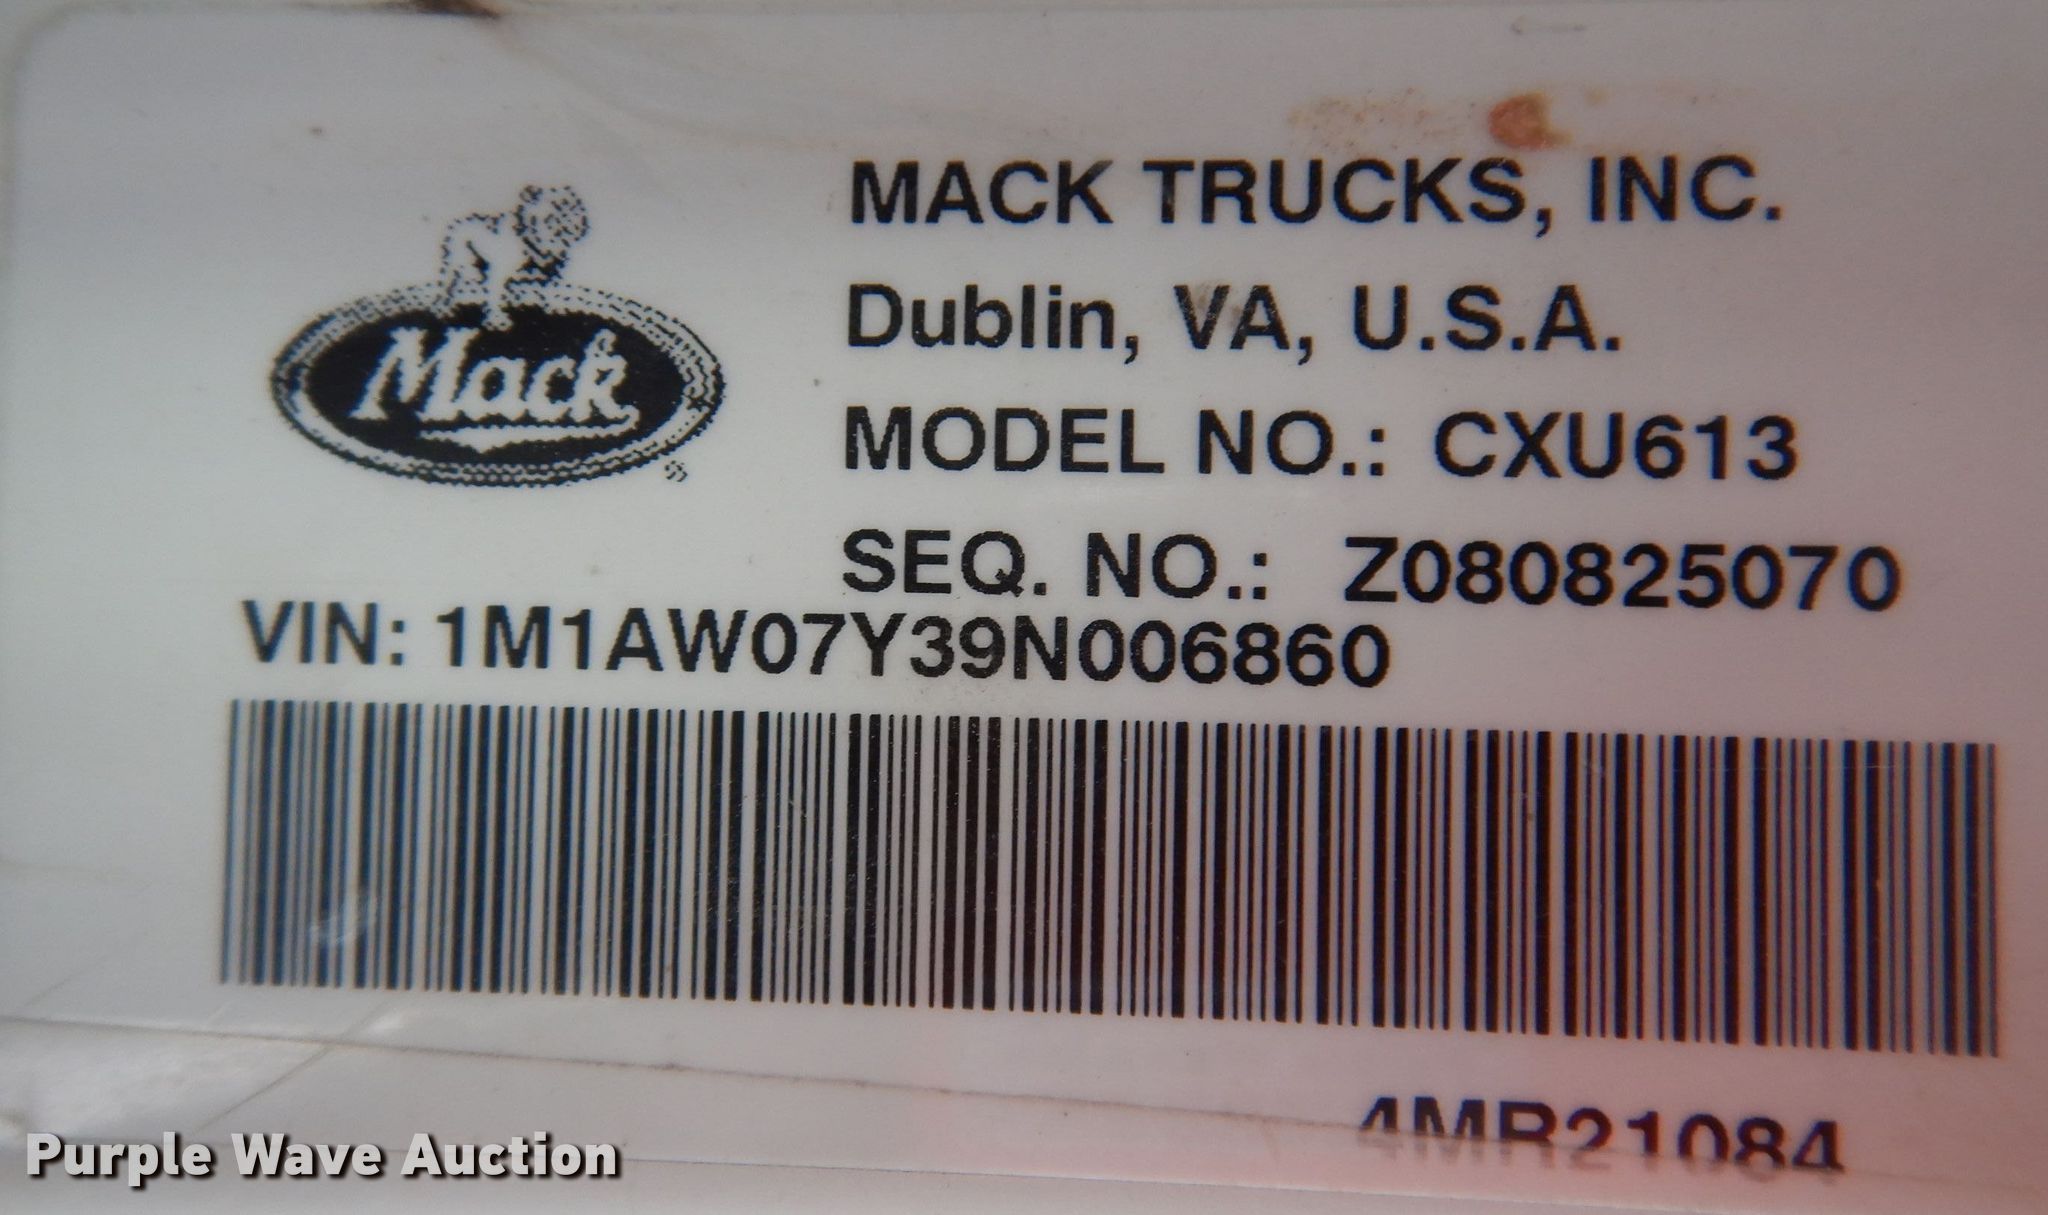 Mack
MACK TRUCKS, INC.
Dublin, VA, U.S.A.
MODEL NO.: CXU613
SEQ. NO.: Z080825070
VIN: 1M1AW07Y39N006860
4MR21084
Purple Wave Auction